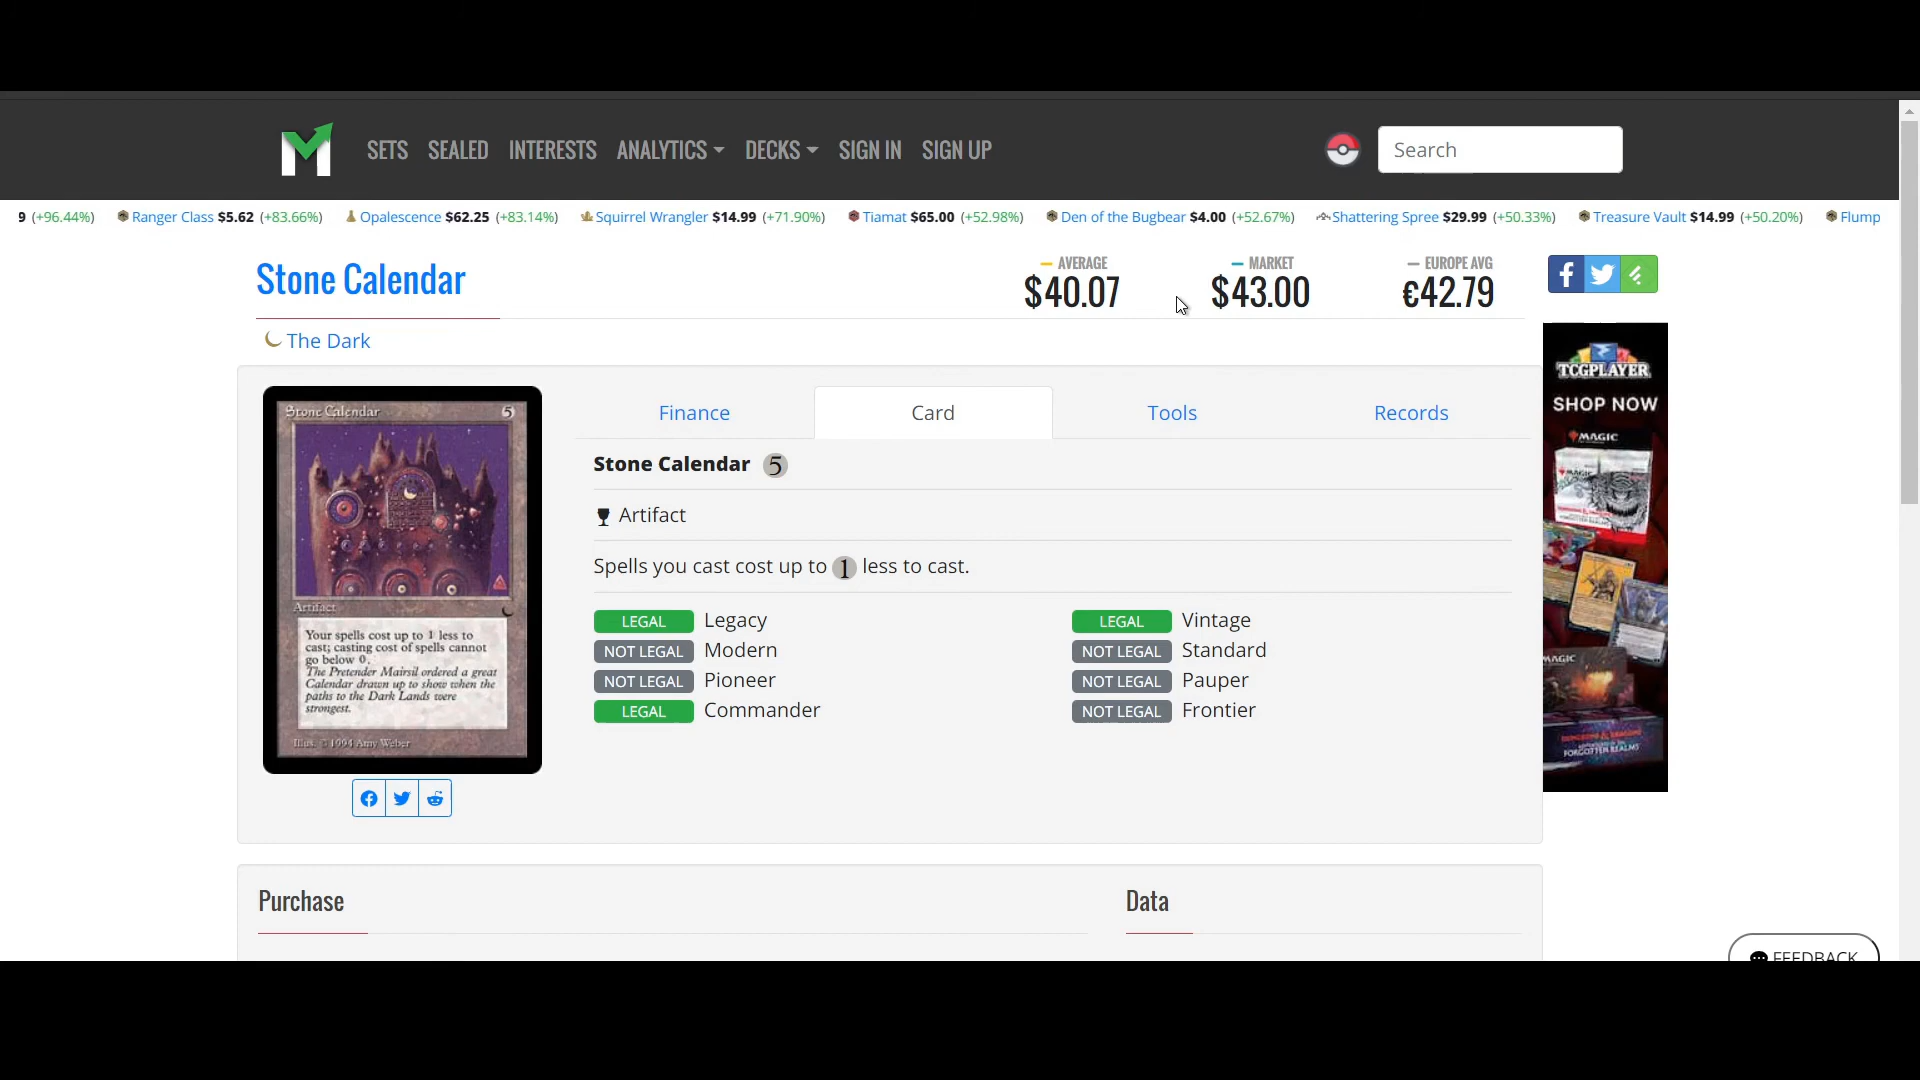 SETS SEALED INTERESTS ANALYTICS DECKS SIGN IN SIGN UP Search
9 (+96.44%) Ranger Class $5.62 (+83.66%) Opalescence $62.25 (+83.14%) Squirrel Wrangler $14.99 (+71.90%) Tiamat $65.00 (+52.98%) Den of the Bugbear $4.00 (+52.67%) Shattering Spree $29.99 (+50.33%) Treasure Vault $14.99 (+50.20%) Flump
Stone Calendar
AVERAGE
$40.07
MARKET
$43.00
EUROPE AVG
€42.79
The Dark
Stone Calendar 5
Artifact
Your spells cost up to 1 less to
cast; casting cost of spells cannot
go below 0.
The Pretender Mairsil ordered a great
Calendar drawn up to show when the
paths to the Dark Lands were
strongest.
Illus. © 1994 Amy Weber
Finance Card Tools Records
Stone Calendar 5
Artifact
Spells you cast cost up to 1 less to cast.
LEGAL Legacy LEGAL Vintage
NOT LEGAL Modern NOT LEGAL Standard
NOT LEGAL Pioneer NOT LEGAL Pauper
LEGAL Commander NOT LEGAL Frontier
TCGPLAYER
SHOP NOW
MAGIC
MAGIC
DUNGEONS & DRAGONS
FORGOTTEN REALMS
Purchase
Data
FEEDBACK